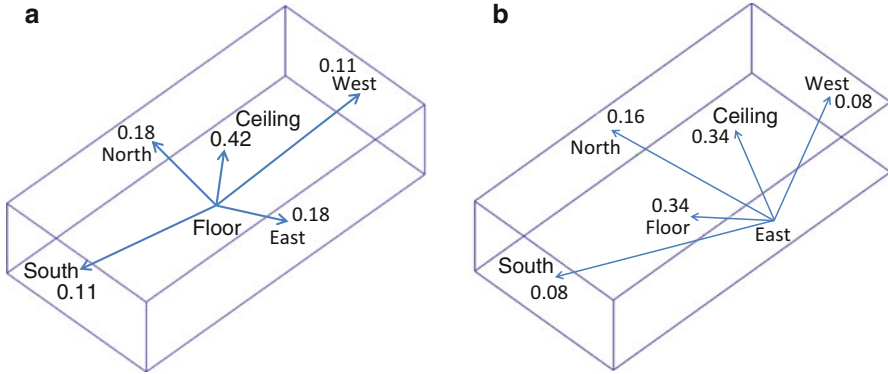 a
0.11
West
Ceiling
0.18
0.42
North
0.18
Floor
East
South
0.11
b
West
0.08
0.16
Ceiling
0.34
North
0.34
Floor
East
South
0.08